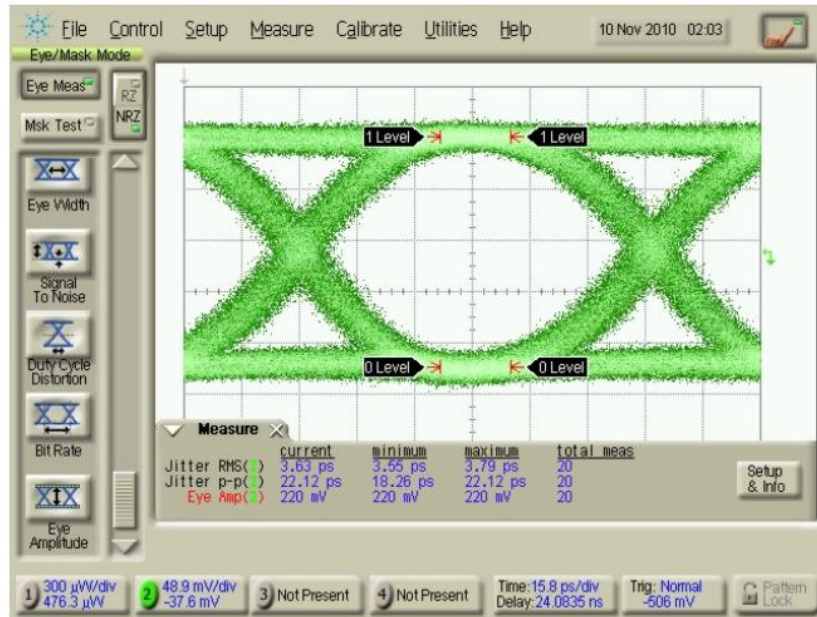 File Control Setup Measure Calibrate Utilities Help 10 Nov 2010 02:03
Eye/Mask Mode
Eye Meas
RZ
NRZ
Msk Test
Eye Width
Signal
To Noise
Duty Cycle
Distortion
Bit Rate
Eye
Amplitude
1 Level 1 Level
0 Level 0 Level
Measure
current minimum maximum total meas
Jitter RMS(2) 3.63 ps 3.55 ps 3.79 ps 20
Jitter p-p(2) 22.12 ps 18.26 ps 22.12 ps 20
Eye Amp(2) 220 mV 220 mV 220 mV 20
Setup
& Info
1 300 µW/div
476.3 µW
2 48.9 mV/div
-37.6 mV
3 Not Present
4 Not Present
Time:15.8 ps/div
Delay:24.0835 ns
Trig: Normal
-506 mV
Pattern
Lock